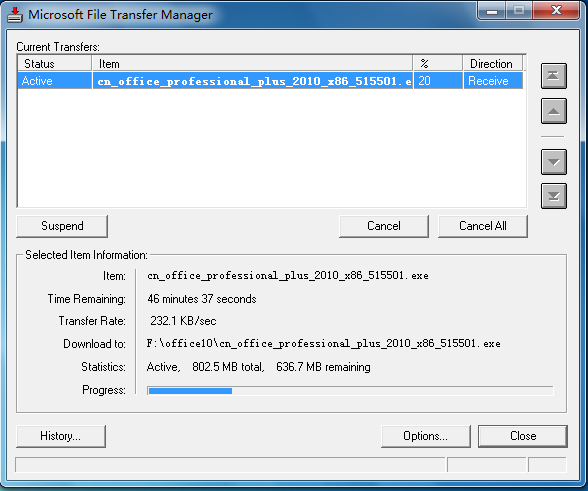 Microsoft File Transfer Manager
Current Transfers:
Status Item % Direction
Active cn_office_professional_plus_2010_x86_515501.e 20 Receive
Suspend Cancel Cancel All
Selected Item Information:
Item: cn_office_professional_plus_2010_x86_515501.exe
Time Remaining: 46 minutes 37 seconds
Transfer Rate: 232.1 KB/sec
Download to: F:\office10\cn_office_professional_plus_2010_x86_515501.exe
Statistics: Active, 802.5 MB total, 636.7 MB remaining
Progress:
History... Options... Close